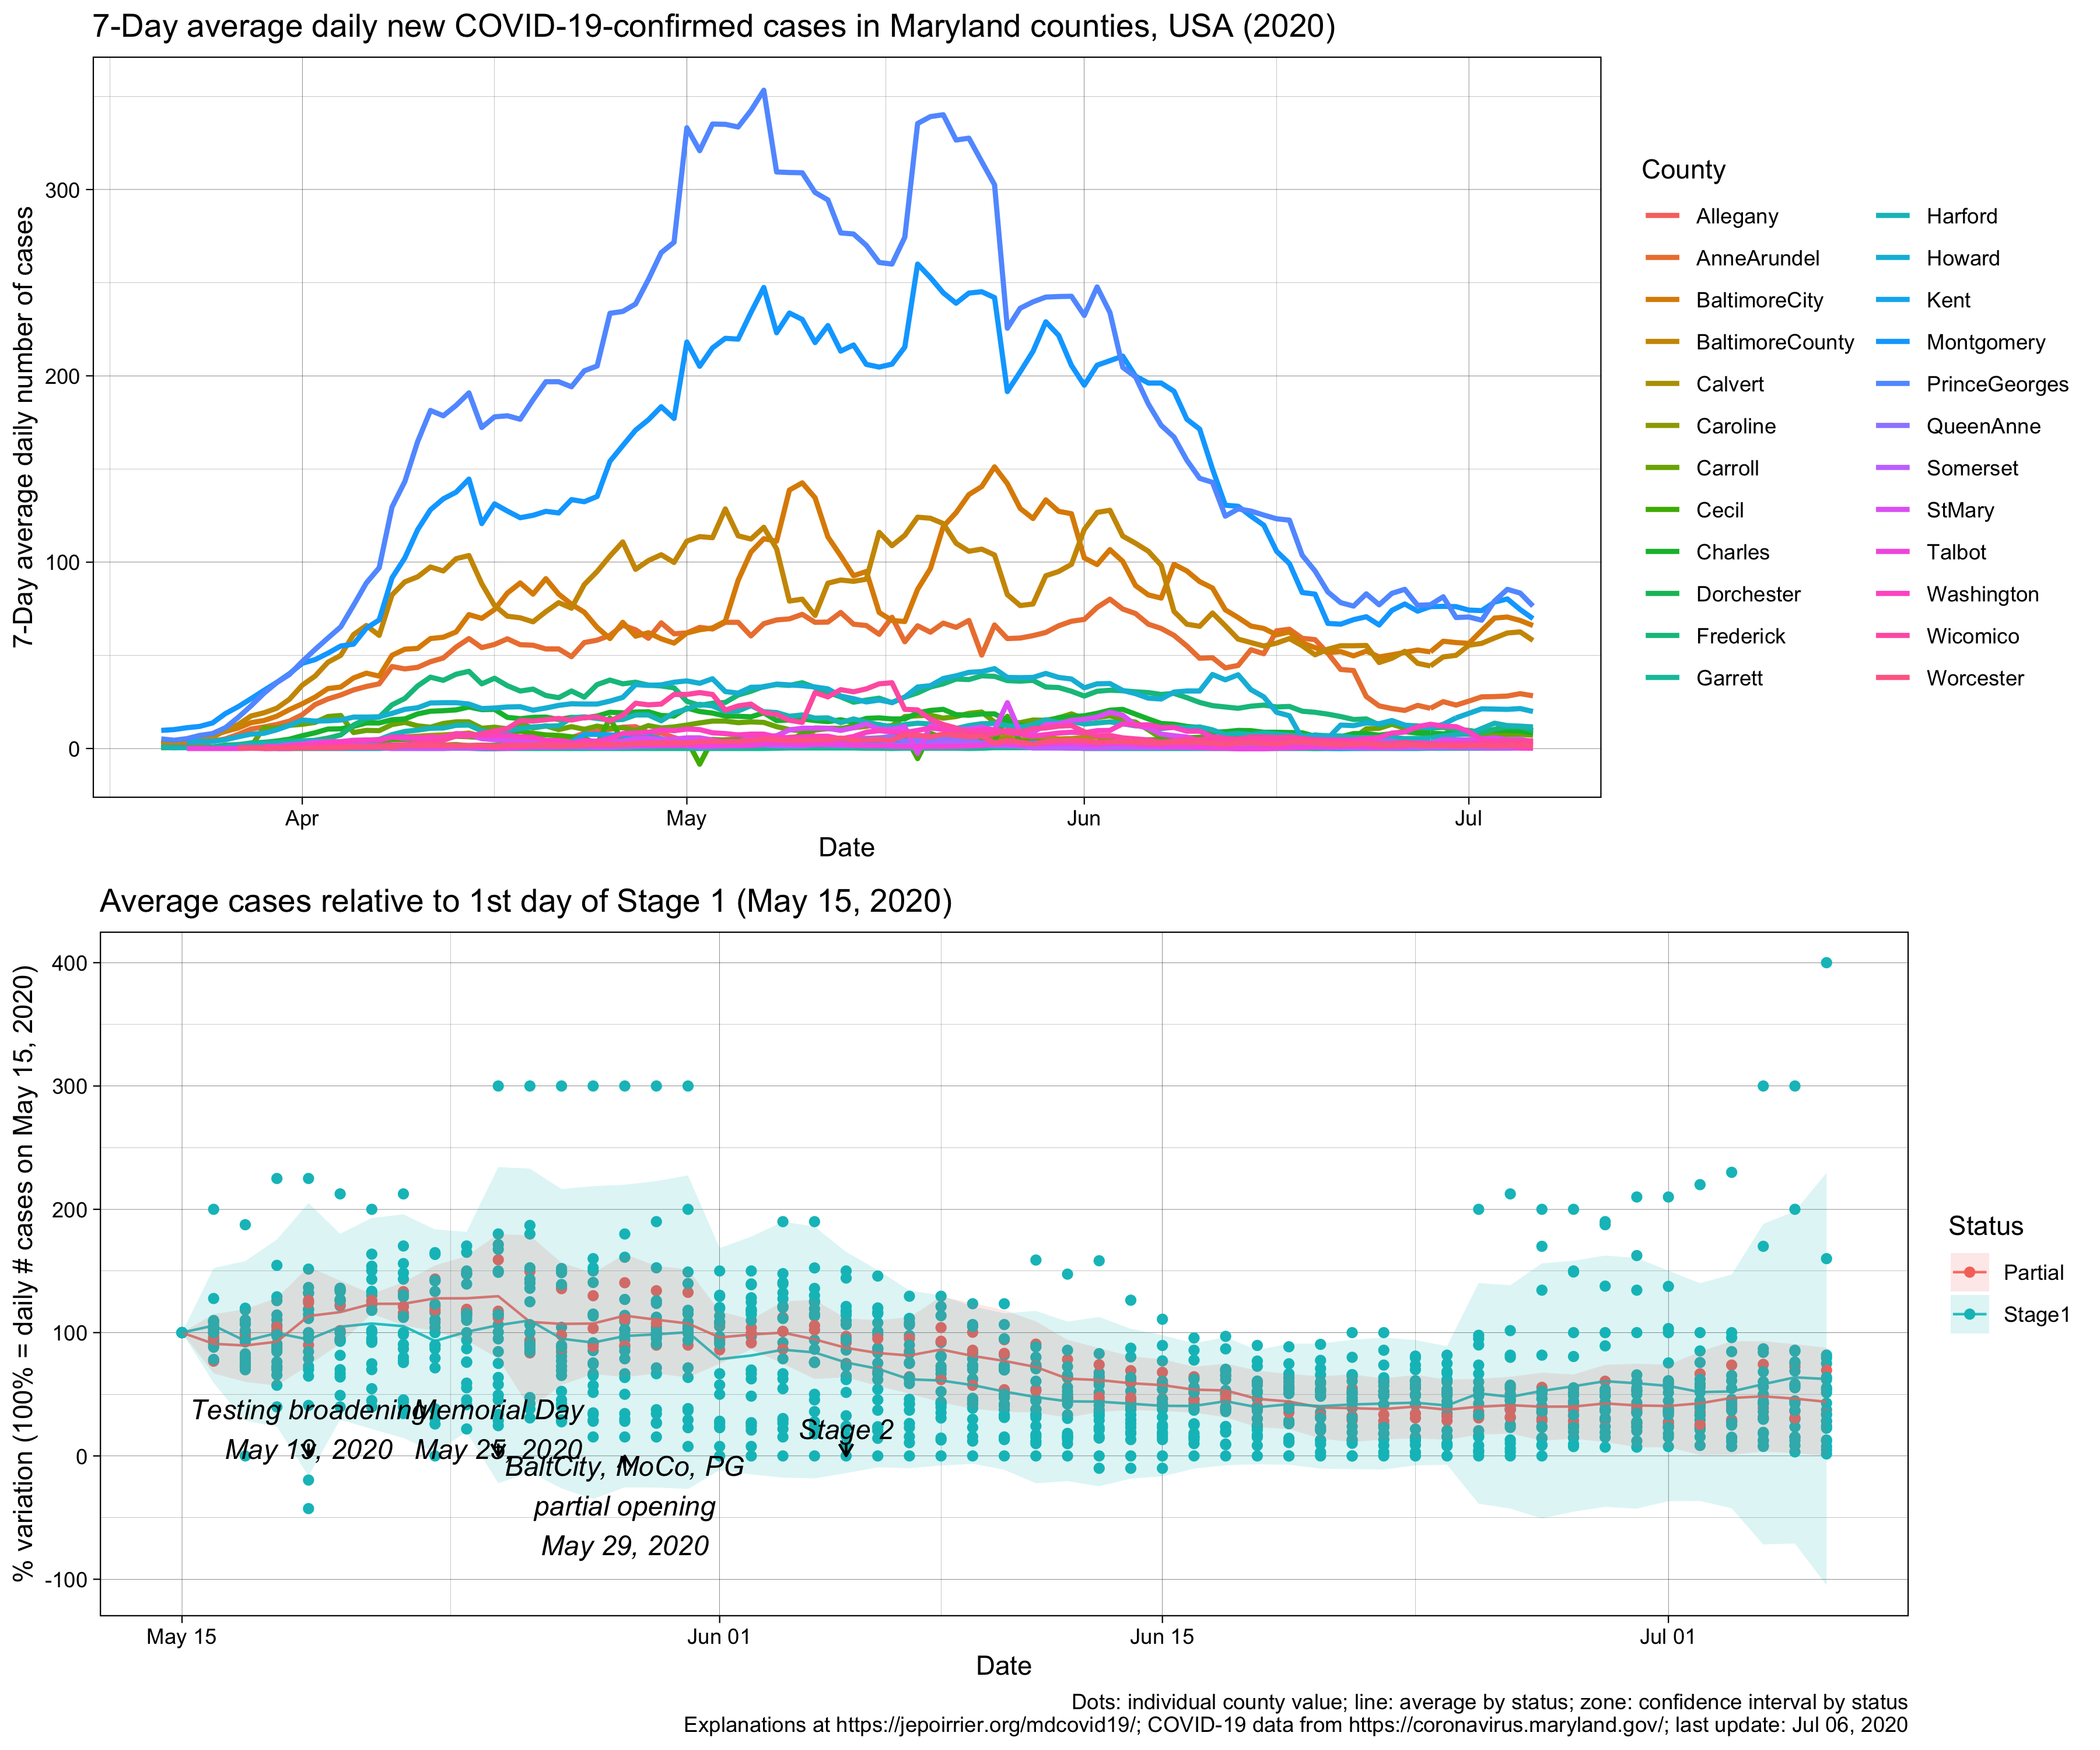 7-Day average daily new COVID-19-confirmed cases in Maryland counties, USA (2020)
7-Day average daily number of cases
300
200
100
0
Apr
May
Jun
Jul
Date
County
Allegany
AnneArundel
BaltimoreCity
BaltimoreCounty
Calvert
Caroline
Carroll
Cecil
Charles
Dorchester
Frederick
Garrett
Harford
Howard
Kent
Montgomery
PrinceGeorges
QueenAnne
Somerset
StMary
Talbot
Washington
Wicomico
Worcester
Average cases relative to 1st day of Stage 1 (May 15, 2020)
% variation (100% = daily # cases on May 15, 2020)
400
300
200
100
0
-100
Testing broadening
May 19, 2020
Memorial Day
May 25, 2020
BaltCity, MoCo, PG
partial opening
May 29, 2020
Stage 2
May 15
Jun 01
Jun 15
Jul 01
Date
Status
Partial
Stage1
Dots: individual county value; line: average by status; zone: confidence interval by status
Explanations at https://jepoirrier.org/mdcovid19/; COVID-19 data from https://coronavirus.maryland.gov/; last update: Jul 06, 2020